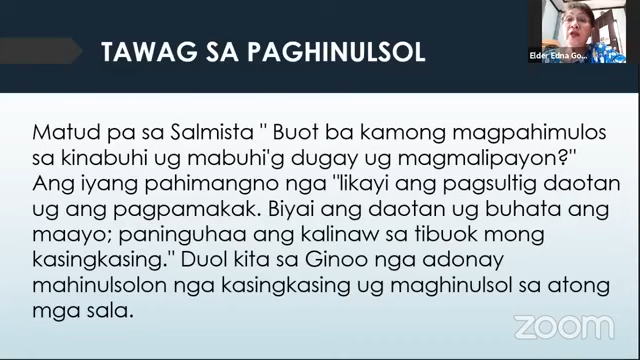 TAWAG SA PAGHINULSOL
Elder Edna Go...
Matud pa sa Salmista " Buot ba kamong magpahimulos
sa kinabuhi ug mabuhi'g dugay ug magmalipayon?"
Ang iyang pahimangno nga "likayi ang pagsultig daotan
ug ang pagpamakak. Biyai ang daotan ug buhata ang
maayo; paninguhaa ang kalinaw sa tibuok mong
kasingkasing." Duol kita sa Ginoo nga adonay
mahinulsolon nga kasingkasing ug maghinulsol sa atong
mga sala.
zoom